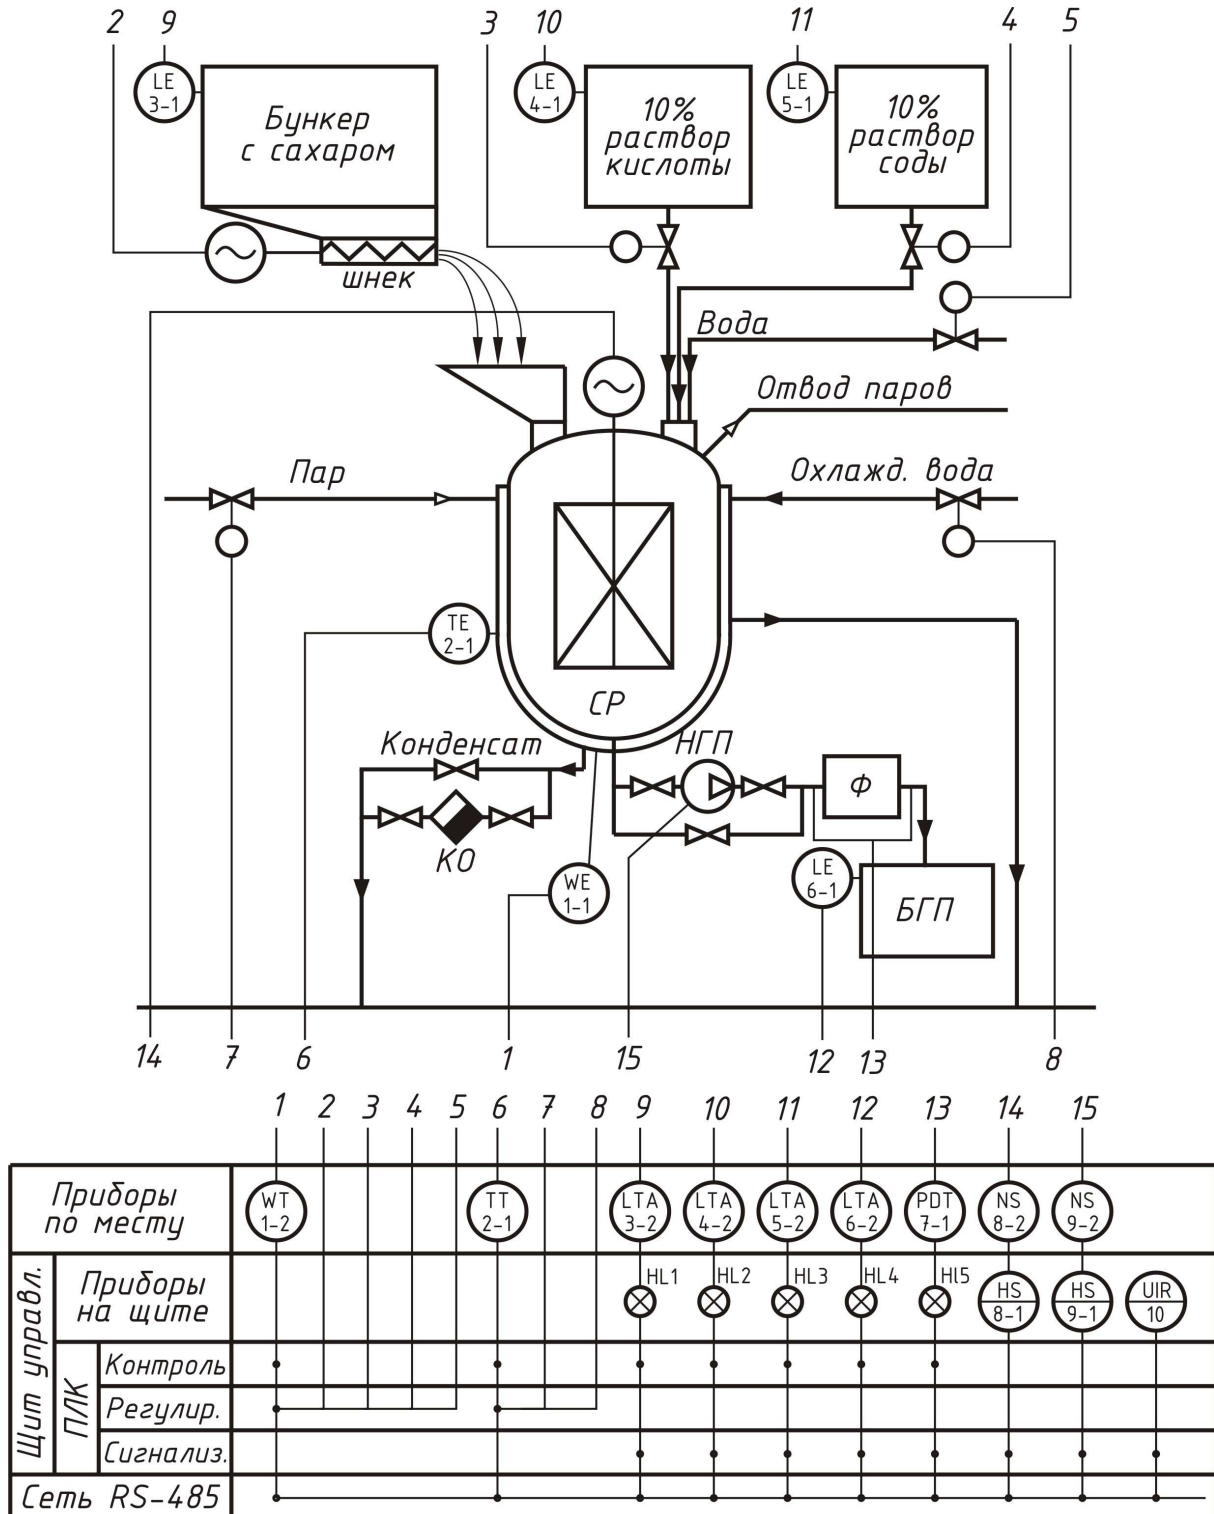 2
9
3
10
11
4
5
LE
3-1
LE
4-1
LE
5-1
Бункер
с сахаром
10%
раствор
кислоты
10%
раствор
соды
шнек
Вода
Отвод паров
Пар
Охлажд. вода
TE
2-1
СР
Конденсат
НГП
Ф
КО
WE
1-1
LE
6-1
БГП
14
7
6
1
15
12
13
8
1
2
3
4
5
6
7
8
9
10
11
12
13
14
15
Приборы
по месту
WT
1-2
TT
2-1
LTA
3-2
LTA
4-2
LTA
5-2
LTA
6-2
PDT
7-1
NS
8-2
NS
9-2
Щит управл.
Приборы
на щите
HL1
HL2
HL3
HL4
Hl5
HS
8-1
HS
9-1
UIR
10
ПЛК
Контроль
Регулир.
Сигнализ.
Сеть RS-485